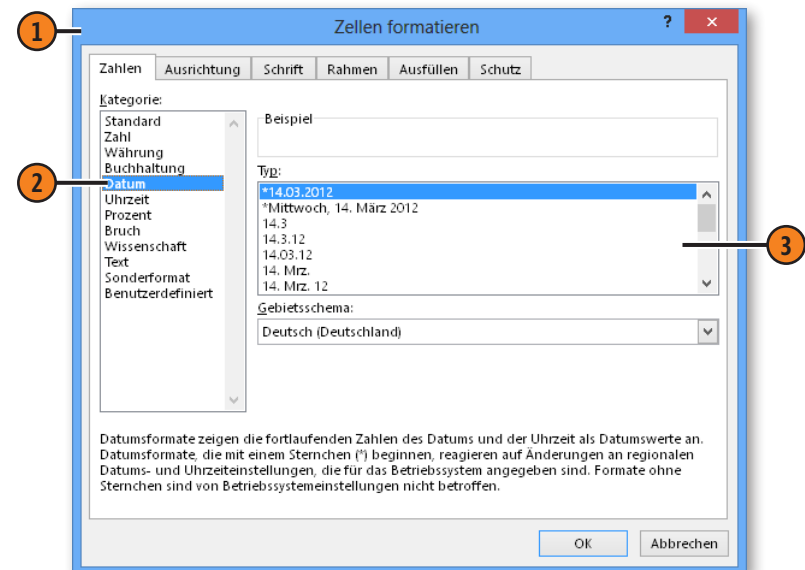 1
Zellen formatieren
?
Zahlen Ausrichtung Schrift Rahmen Ausfüllen Schutz
Kategorie:
Standard
Zahl
Währung
Buchhaltung
2
Datum
Uhrzeit
Prozent
Bruch
Wissenschaft
Text
Sonderformat
Benutzerdefiniert
Beispiel
Typ:
*14.03.2012
*Mittwoch, 14. März 2012
14.3
14.3.12
14.03.12
14. Mrz.
14. Mrz. 12
3
Gebietsschema:
Deutsch (Deutschland)
Datumsformate zeigen die fortlaufenden Zahlen des Datums und der Uhrzeit als Datumswerte an.
Datumsformate, die mit einem Sternchen (*) beginnen, reagieren auf Änderungen an regionalen
Datums- und Uhrzeiteinstellungen, die für das Betriebssystem angegeben sind. Formate ohne
Sternchen sind von Betriebssystemeinstellungen nicht betroffen.
OK Abbrechen